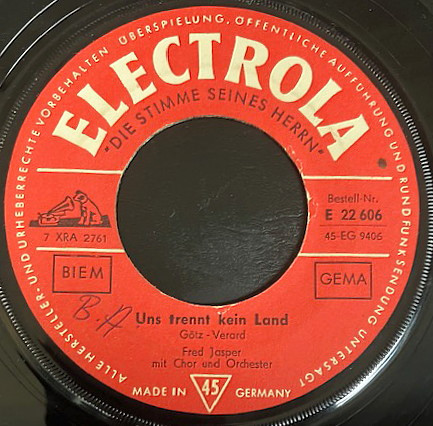 ALLE HERSTELLER- UND URHEBERRECHTE VORBEHALTEN ÜBERSPIELUNG, ÖFFENTLICHE AUFFÜHRUNG UND RUNDFUNKSENDUNG UNTERSAGT
ELECTROLA
"DIE STIMME SEINES HERRN"
Bestell-Nr.
E 22 606
7 XRA 2761
45-EG 9406
BIEM
GEMA
B.A
Uns trennt kein Land
Götz - Verard
Fred Jasper
mit Chor und Orchester
MADE IN 45 GERMANY